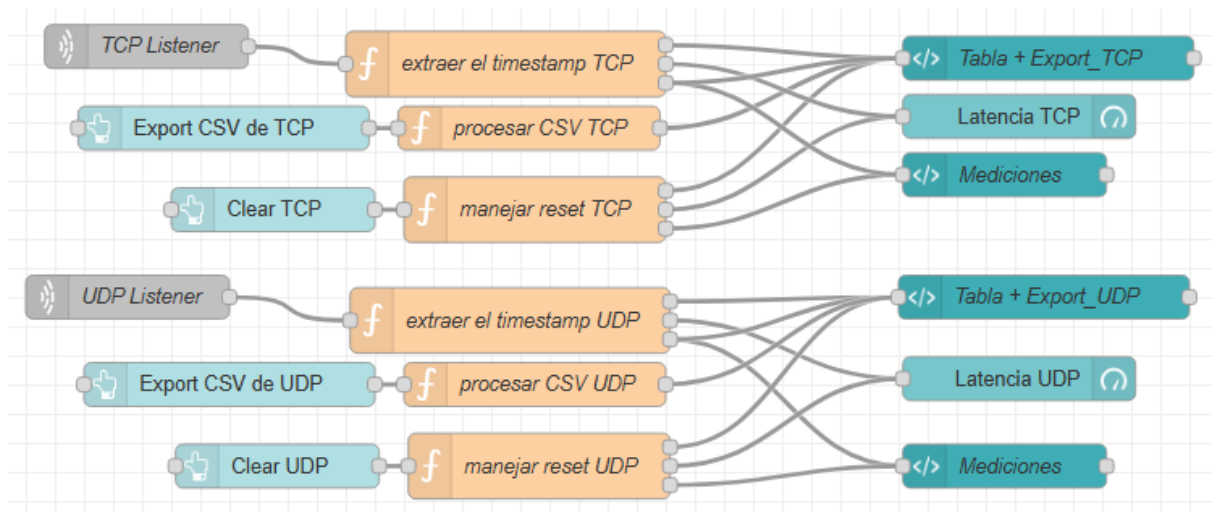 TCP Listener
extraer el timestamp TCP
Tabla + Export_TCP
Export CSV de TCP
procesar CSV TCP
Latencia TCP
Mediciones
Clear TCP
manejar reset TCP
UDP Listener
extraer el timestamp UDP
Tabla + Export_UDP
Export CSV de UDP
procesar CSV UDP
Latencia UDP
Clear UDP
manejar reset UDP
Mediciones